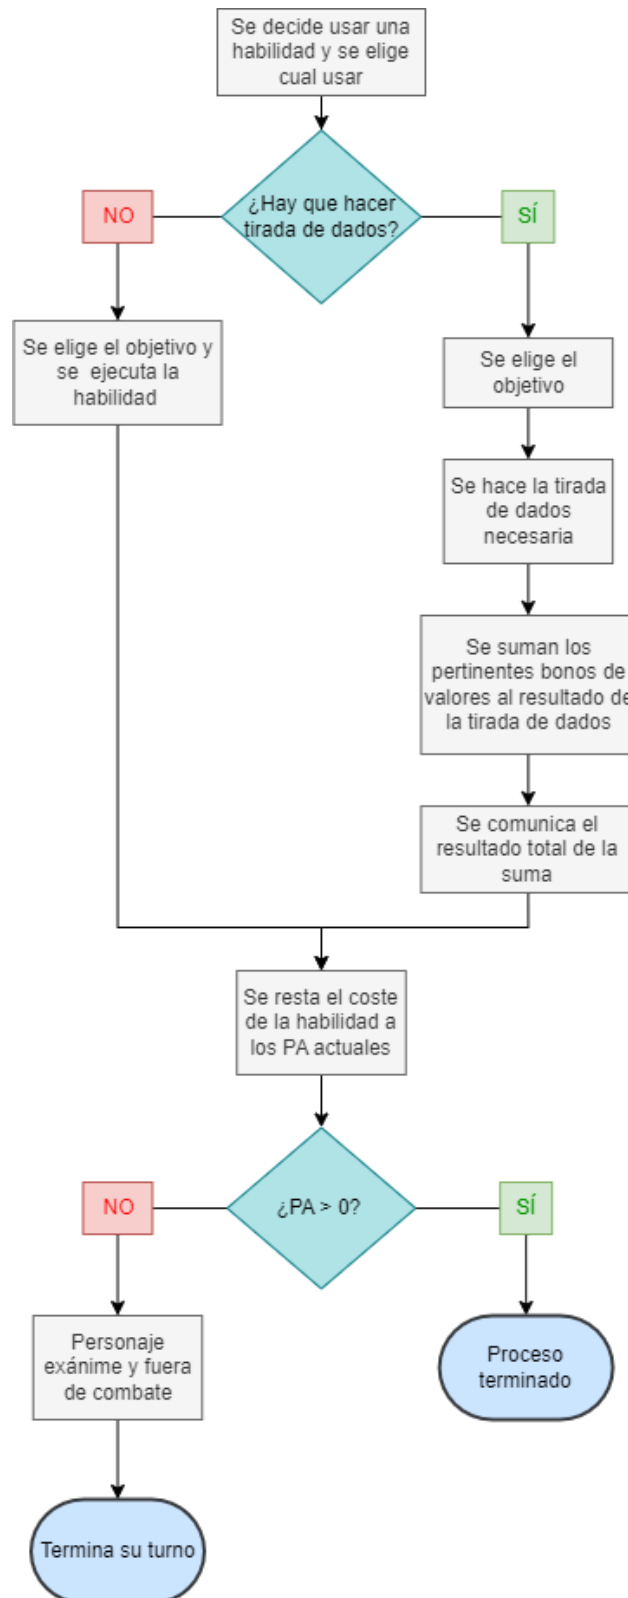 Se decide usar una
habilidad y se elige
cual usar
¿Hay que hacer
tirada de dados?
NO
SÍ
Se elige el objetivo y
se ejecuta la
habilidad
Se elige el
objetivo
Se hace la tirada
de dados
necesaria
Se suman los
pertinentes bonos de
valores al resultado de
la tirada de dados
Se comunica el
resultado total de la
suma
Se resta el coste
de la habilidad a
los PA actuales
¿PA > 0?
NO
SÍ
Personaje
exánime y fuera
de combate
Proceso
terminado
Termina su turno